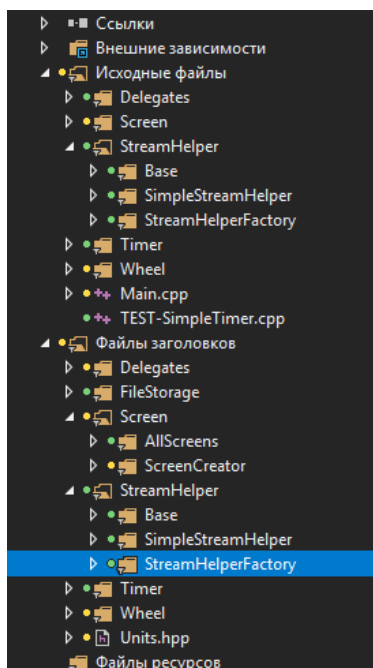 Ссылки
Внешние зависимости
Исходные файлы
Delegates
Screen
StreamHelper
Base
SimpleStreamHelper
StreamHelperFactory
Timer
Wheel
Main.cpp
TEST-SimpleTimer.cpp
Файлы заголовков
Delegates
FileStorage
Screen
AllScreens
ScreenCreator
StreamHelper
Base
SimpleStreamHelper
StreamHelperFactory
Timer
Wheel
Units.hpp
Файлы ресурсов